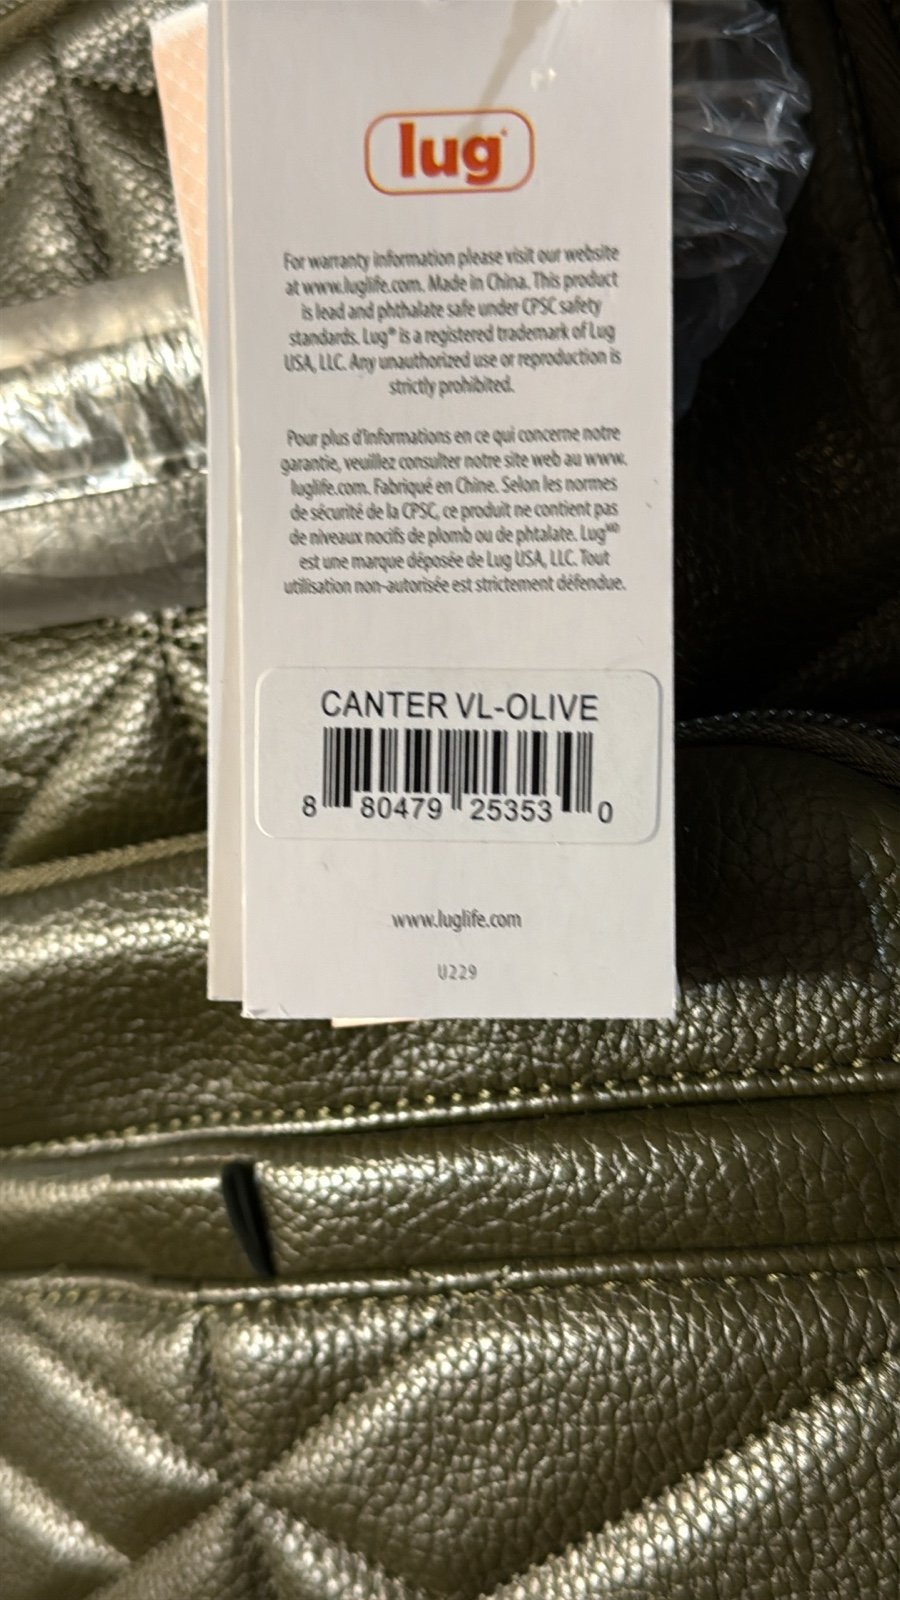 lug
For warranty information please visit our website
at www.luglife.com. Made in China. This product
is lead and phthalate safe under CPSC safety
standards. Lug® is a registered trademark of Lug
USA, LLC. Any unauthorized use or reproduction is
strictly prohibited.
Pour plus d'informations en ce qui concerne notre
garantie, veuillez consulter notre site web au www.
luglife.com. Fabriqué en Chine. Selon les normes
de sécurité de la CPSC, ce produit ne contient pas
de niveaux nocifs de plomb ou de phtalate. Lug ᴹᴰ
est une marque déposée de Lug USA, LLC. Tout
utilisation non-autorisée est strictement défendue.
CANTER VL-OLIVE
8 80479 25353 0
www.luglife.com
U229